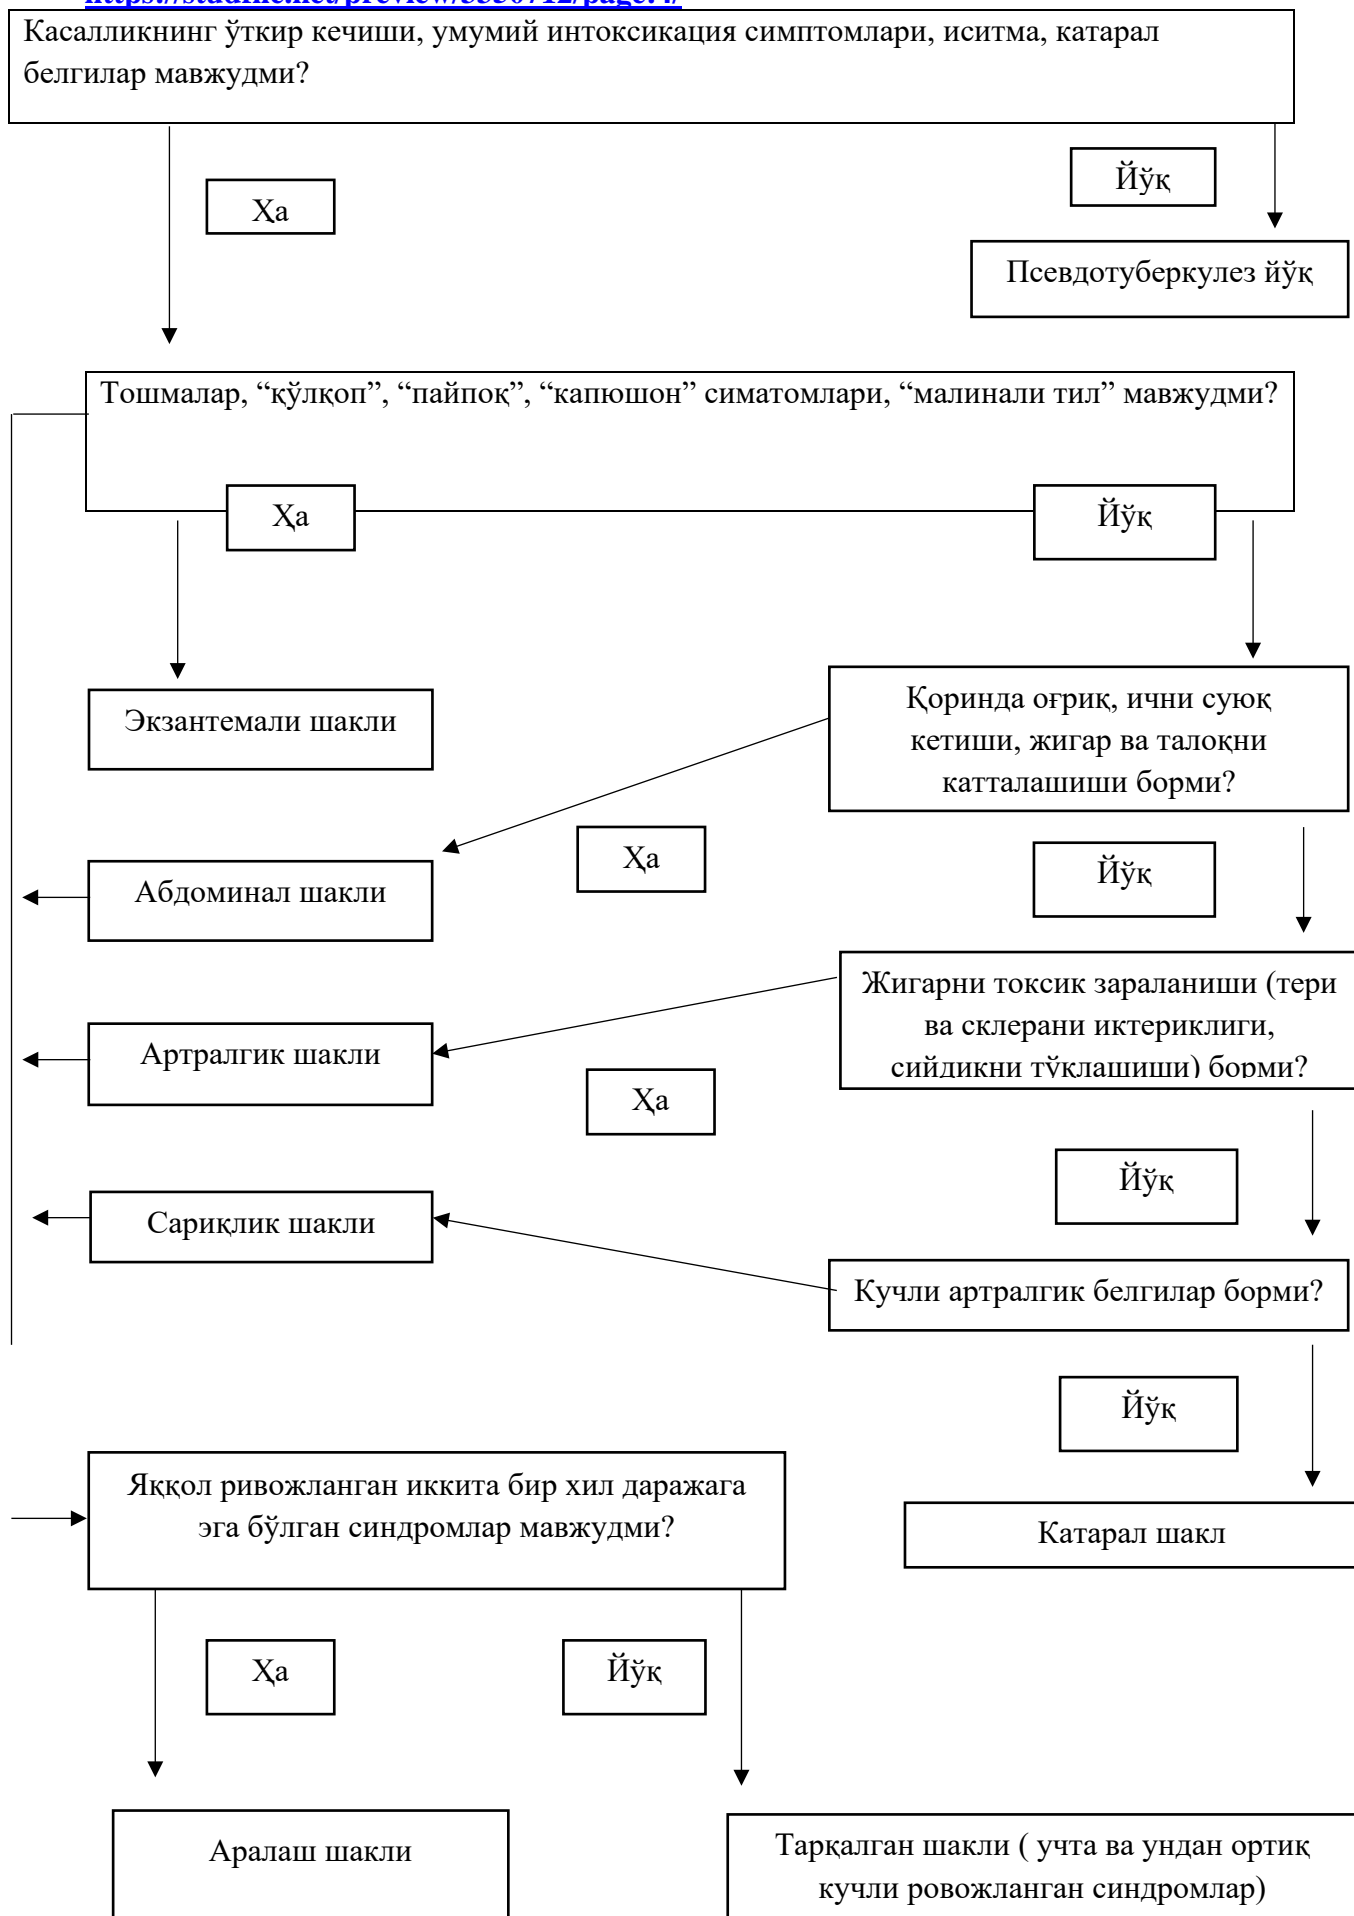 Касалликнинг ўткир кечиши, умумий интоксикация симптомлари, иситма, катарал
белгилар мавжудми?
Йўқ
Ҳа
Псевдотуберкулез йўқ
Тошмалар, “қўлқоп”, “пайпоқ”, “капюшон” симатомлари, “малинали тил” мавжудми?
Ҳа
Йўқ
Экзантемали шакли
Қоринда оғриқ, ични суюқ
кетиши, жигар ва талоқни
катталашиши борми?
Ҳа
Йўқ
Абдоминал шакли
Жигарни токсик зараланиши (тери
ва склерани иктериклиги,
сийдикни тўқлашиши) борми?
Артралгик шакли
Ҳа
Йўқ
Сариқлик шакли
Кучли артралгик белгилар борми?
Йўқ
Яққол ривожланган иккита бир хил даражага
эга бўлган синдромлар мавжудми?
Катарал шакл
Ҳа
Йўқ
Аралаш шакли
Тарқалган шакли ( учта ва ундан ортиқ
кучли ровожланган синдромлар)